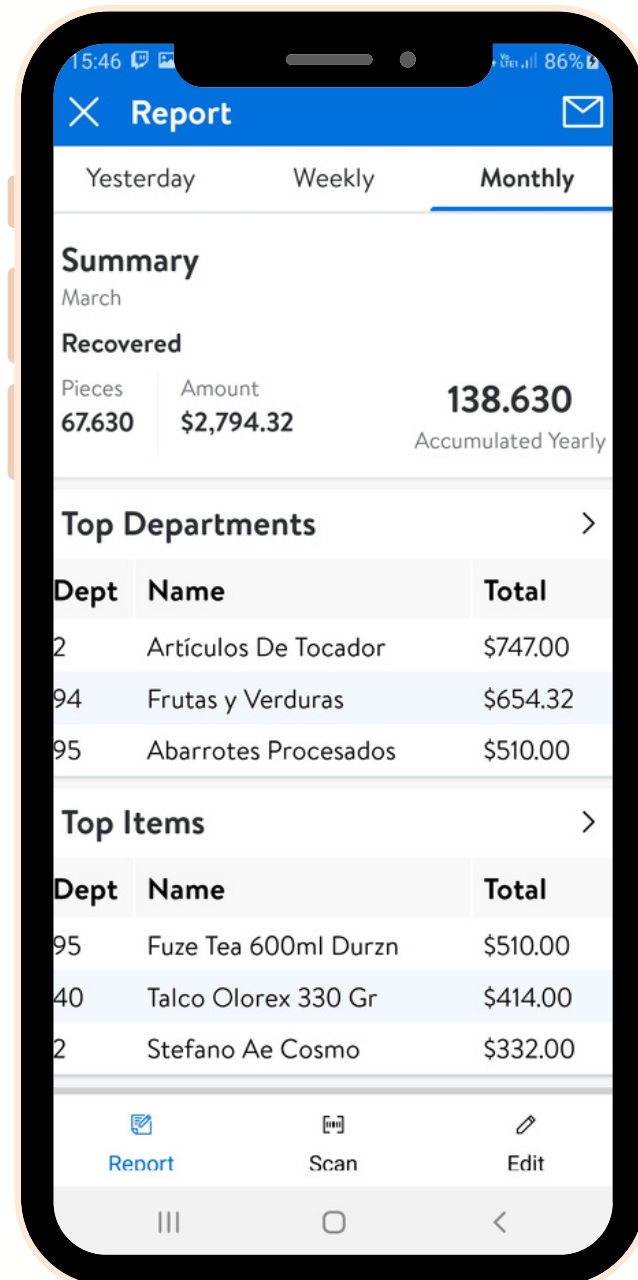 15:46 86%
Report
Yesterday Weekly Monthly
Summary
March
Recovered
Pieces Amount
67.630 $2,794.32
138.630
Accumulated Yearly
Top Departments
Dept Name Total
2 Artículos De Tocador $747.00
94 Frutas y Verduras $654.32
95 Abarrotes Procesados $510.00
Top Items
Dept Name Total
95 Fuze Tea 600ml Durzn $510.00
40 Talco Olorex 330 Gr $414.00
2 Stefano Ae Cosmo $332.00
Report Scan Edit